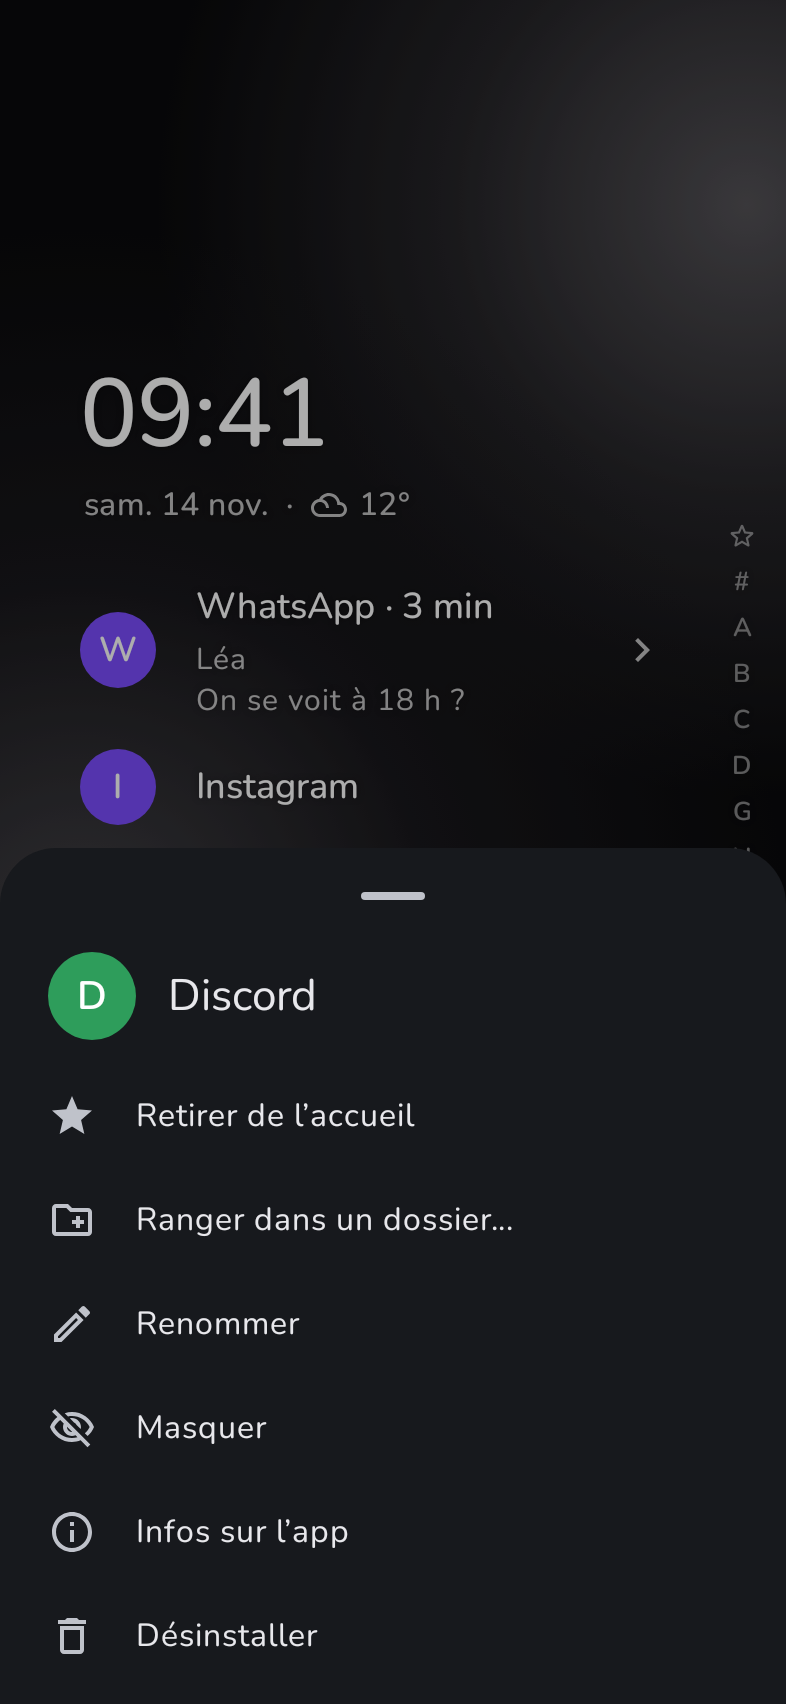 09:41
sam. 14 nov. · 12°
W
WhatsApp · 3 min
Léa
On se voit à 18 h ?
I
Instagram
#
A
B
C
D
G
D
Discord
Retirer de l’accueil
Ranger dans un dossier...
Renommer
Masquer
Infos sur l’app
Désinstaller